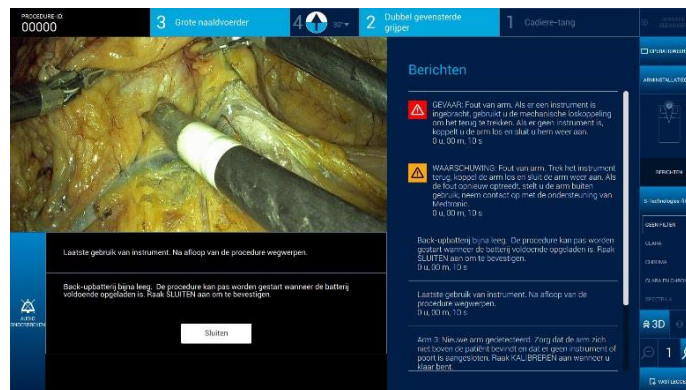 PROCEDURE-ID:
00000
3 Grote naaldvoerder
4
30°
2 Dubbel gevensterde
grijper
1 Cadiere-tang
Berichten
GEVAAR: Fout van arm. Als er een instrument is
ingebracht, gebruikt u de mechanische loskoppeling
om het terug te trekken. Als er geen instrument is,
koppelt u de arm los en sluit u hem weer aan.
0 u, 00 m, 10 s
WAARSCHUWING: Fout van arm. Trek het instrument
terug, koppel de arm los en sluit de arm weer aan. Als
de fout opnieuw optreedt, stelt u de arm buiten
gebruik; neem contact op met de ondersteuning van
Medtronic.
0 u, 00 m, 10 s
Back-upbatterij bijna leeg. De procedure kan pas worden
gestart wanneer de batterij voldoende opgeladen is. Raak
SLUITEN aan om te bevestigen.
0 u, 00 m, 10 s
Laatste gebruik van instrument. Na afloop van de
procedure wegwerpen.
0 u, 00 m, 10 s
Arm 3: Nieuwe arm gedetecteerd. Zorg dat de arm zich
niet boven de patiënt bevindt en dat er geen instrument of
poort is aangesloten. Raak KALIBREREN aan wanneer u
klaar bent.
Laatste gebruik van instrument. Na afloop van de procedure wegwerpen.
Back-upbatterij bijna leeg. De procedure kan pas worden gestart wanneer de batterij
voldoende opgeladen is. Raak SLUITEN aan om te bevestigen.
Sluiten
AUDIO
ONDERBROKEN
BERICHTEN
GEEN FILTER
CLARA
CHROMA
3D
1